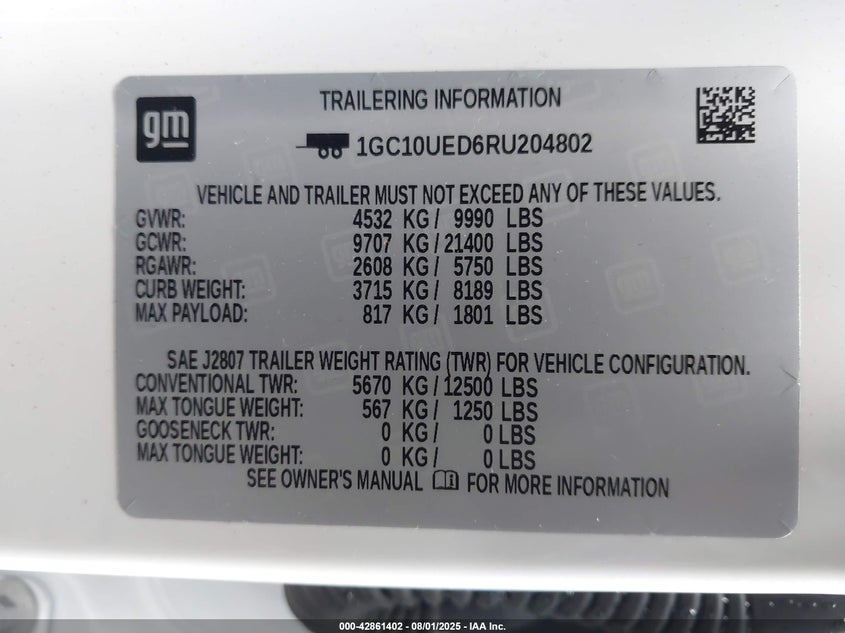 gm
TRAILERING INFORMATION
1GC10UED6RU204802
VEHICLE AND TRAILER MUST NOT EXCEED ANY OF THESE VALUES.
GVWR: 4532 KG / 9990 LBS
GCWR: 9707 KG / 21400 LBS
RGAWR: 2608 KG / 5750 LBS
CURB WEIGHT: 3715 KG / 8189 LBS
MAX PAYLOAD: 817 KG / 1801 LBS
SAE J2807 TRAILER WEIGHT RATING (TWR) FOR VEHICLE CONFIGURATION.
CONVENTIONAL TWR: 5670 KG / 12500 LBS
MAX TONGUE WEIGHT: 567 KG / 1250 LBS
GOOSENECK TWR: 0 KG / 0 LBS
MAX TONGUE WEIGHT: 0 KG / 0 LBS
SEE OWNER'S MANUAL FOR MORE INFORMATION
000-42861402 - 08/01/2025 - IAA Inc.